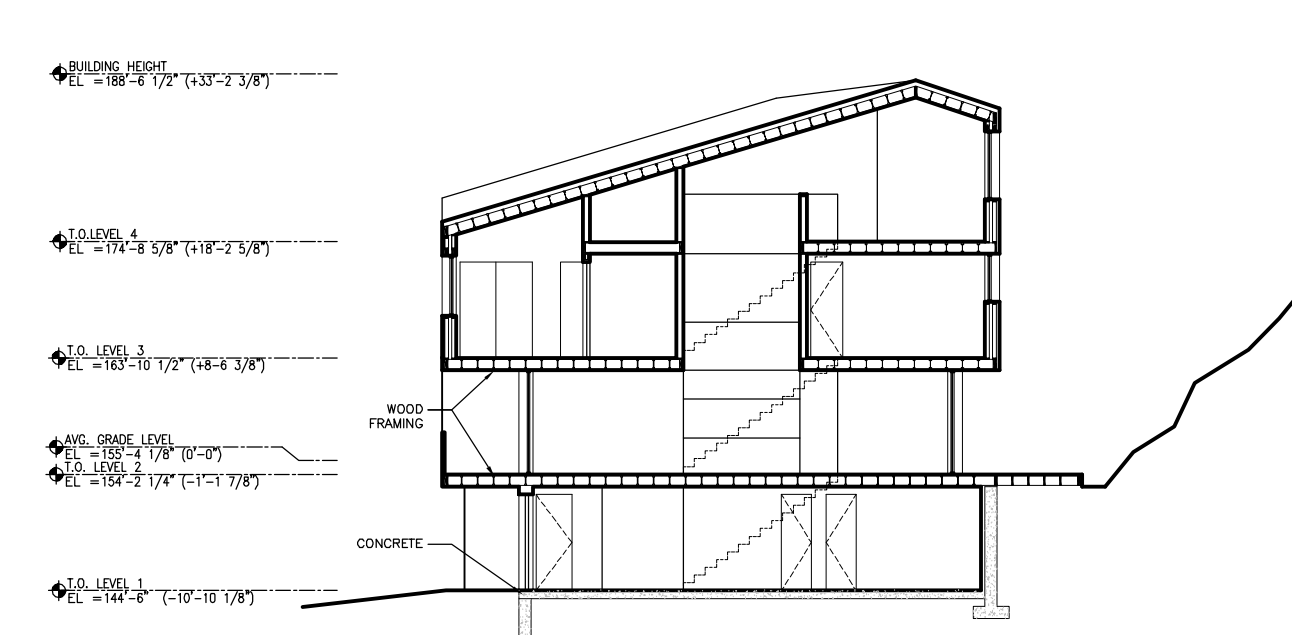 BUILDING HEIGHT
EL =188'-6 1/2" (+33'-2 3/8")
T.O.LEVEL 4
EL =174'-8 5/8" (+18'-2 5/8")
T.O. LEVEL 3
EL =163'-10 1/2" (+8-6 3/8")
WOOD
FRAMING
AVG. GRADE LEVEL
EL =155'-4 1/8" (0'-0")
T.O. LEVEL 2
EL =154'-2 1/4" (-1'-1 7/8")
CONCRETE
T.O. LEVEL 1
EL =144'-6" (-10'-10 1/8")